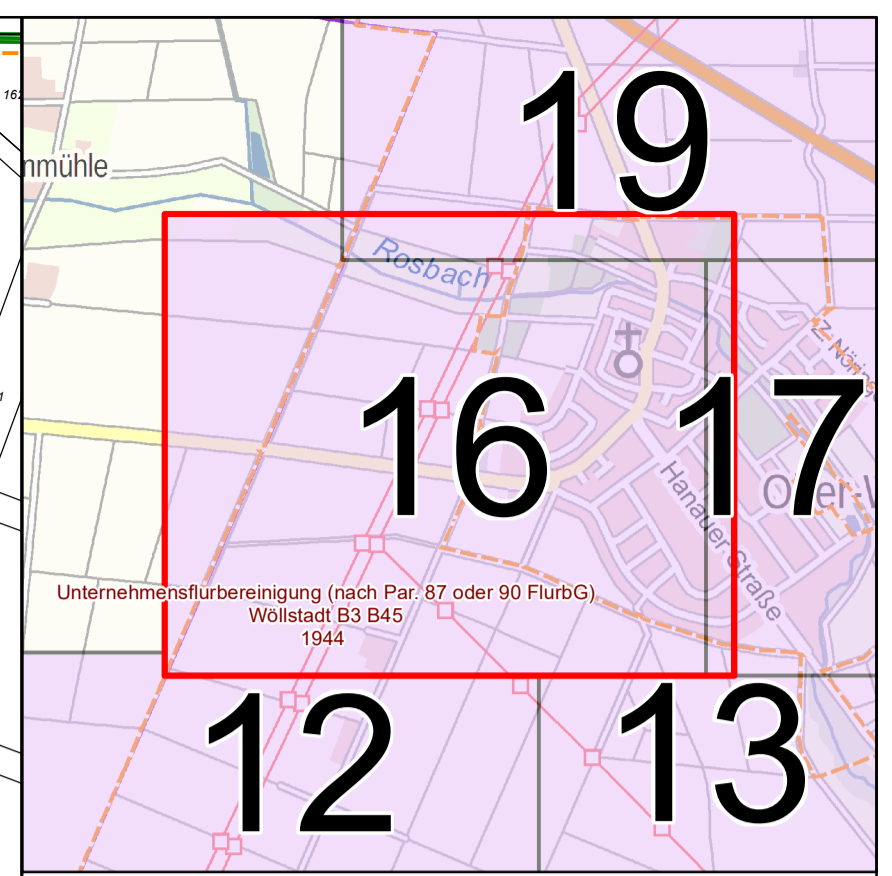 19
nmühle
Rosbach
16
17
Hanauer Straße
Unternehmensflurbereinigung (nach Par. 87 oder 90 FlurbG)
Wöllstadt B3 B45
1944
12
13